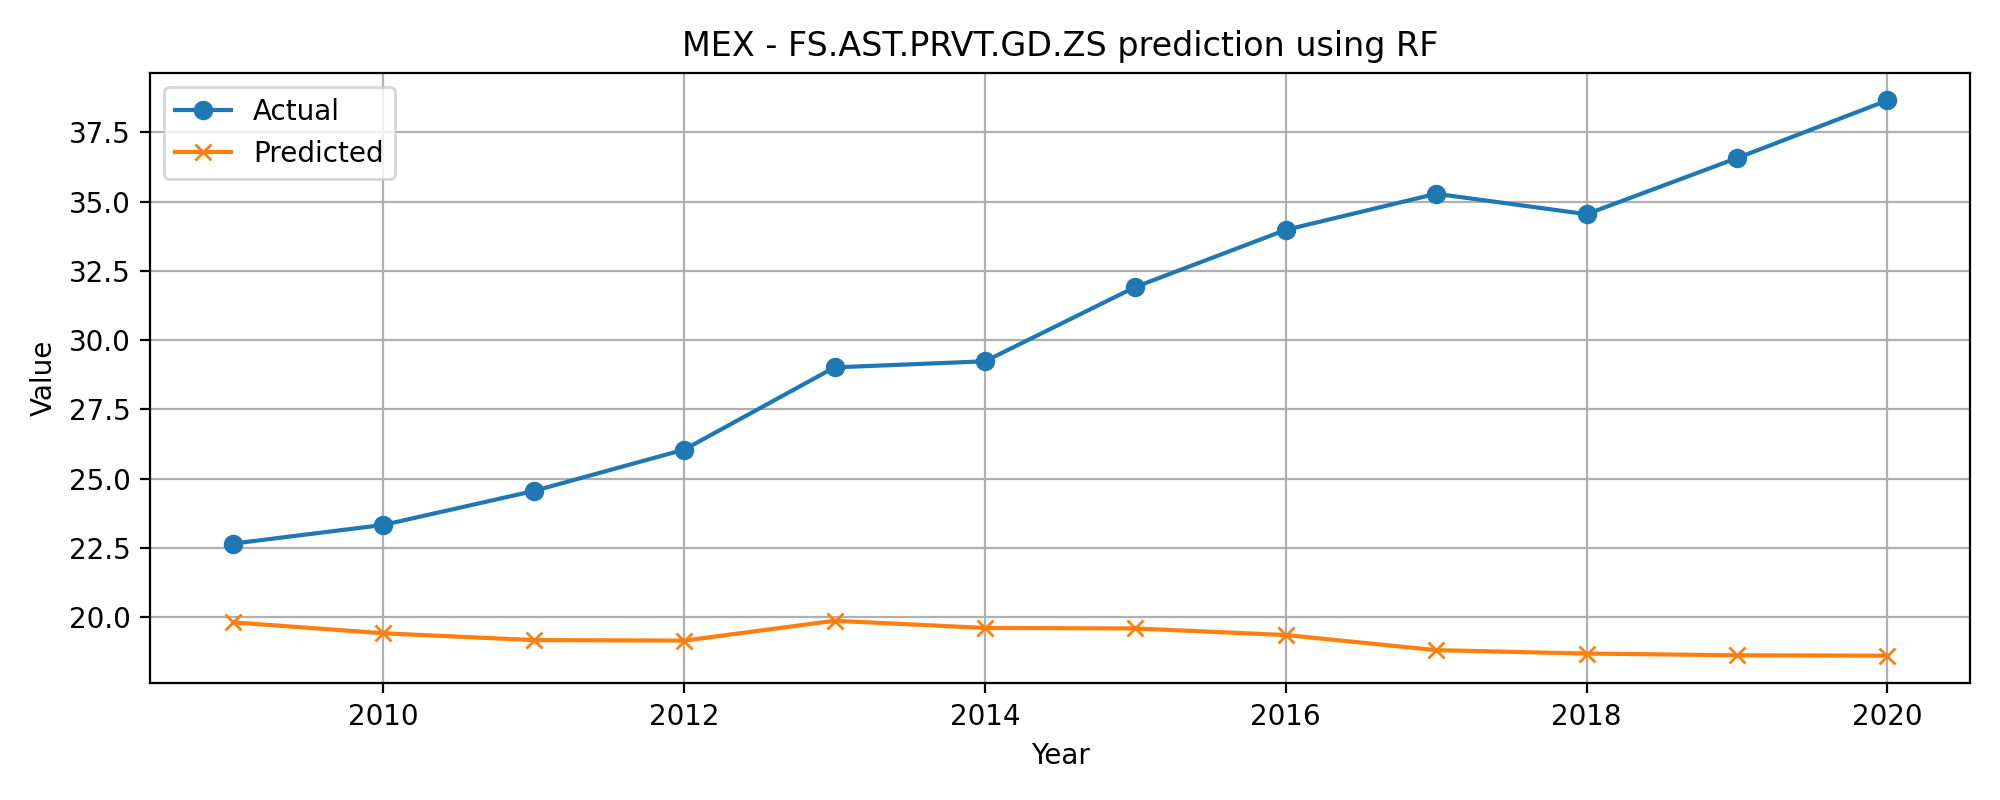 MEX - FS.AST.PRVT.GD.ZS prediction using RF
Actual
Predicted
37.5
35.0
32.5
30.0
27.5
25.0
22.5
20.0
Value
2010 2012 2014 2016 2018 2020
Year